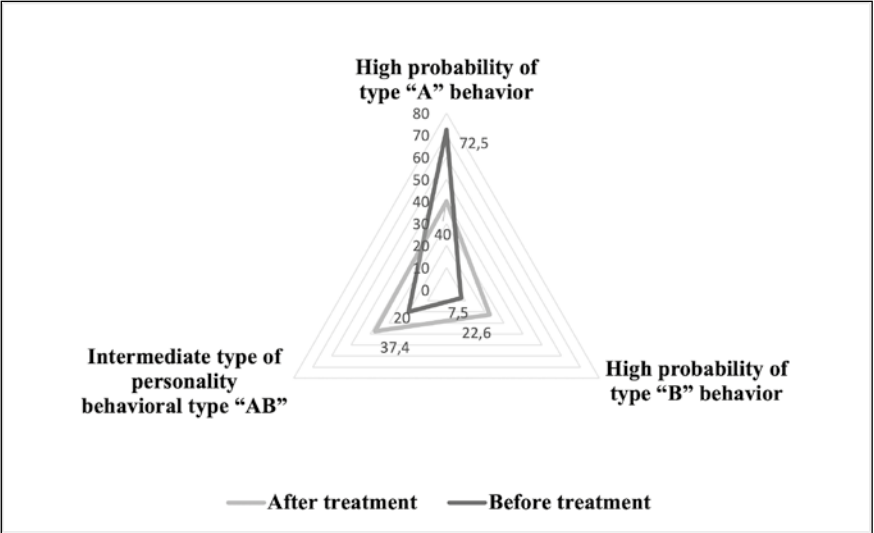 High probability of
type “A” behavior
80
70
72,5
60
50
40
30
40
20
10
0
20
7,5
22,6
37,4
Intermediate type of
personality
behavioral type “AB”
High probability of
type “B” behavior
After treatment
Before treatment